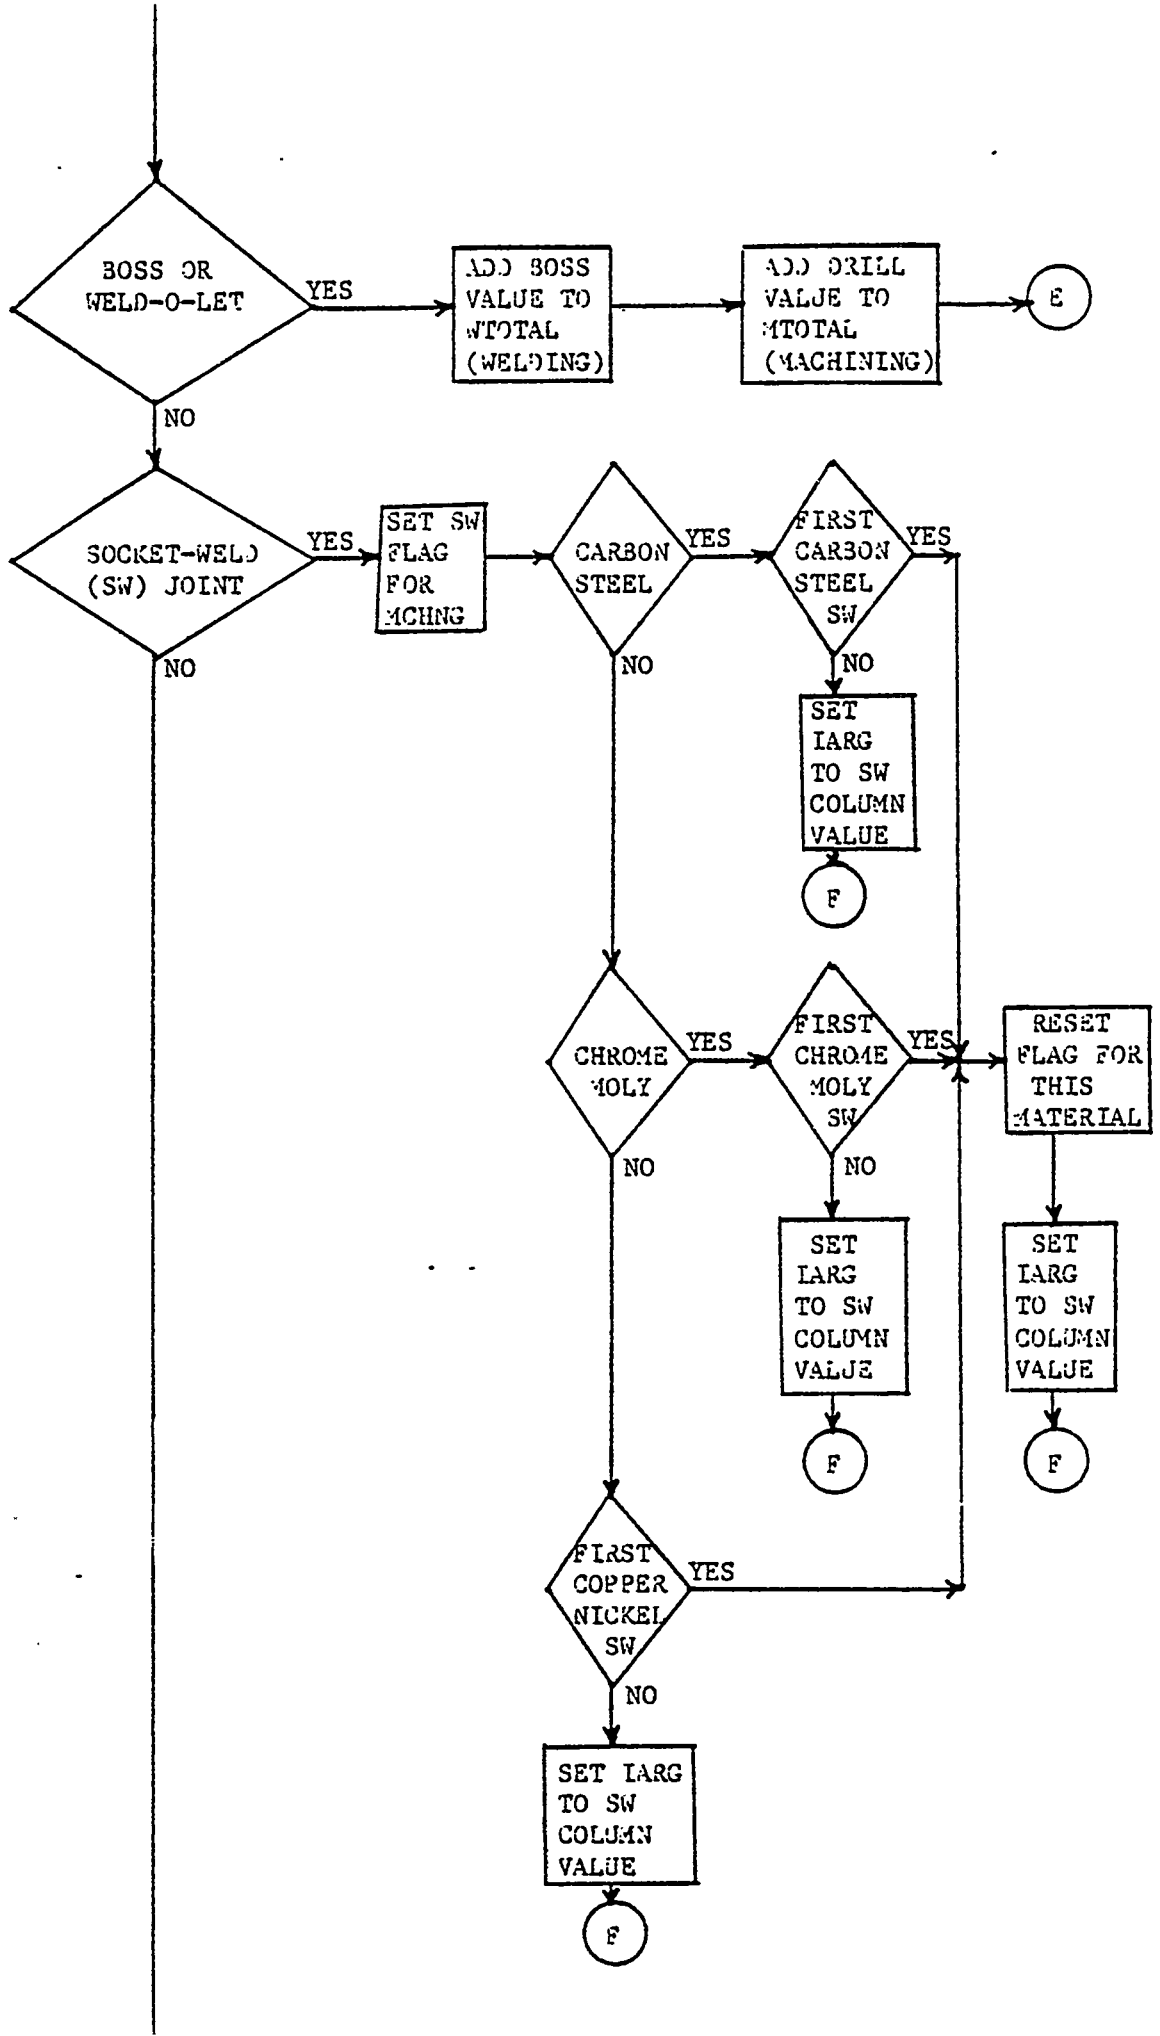 BOSS OR
WELD-O-LET
YES
ADD BOSS
VALUE TO
WTOTAL
(WELDING)
ADD DRILL
VALUE TO
MTOTAL
(MACHINING)
E
NO
SOCKET-WELD
(SW) JOINT
YES
SET SW
FLAG
FOR
MCHNG
CARBON
STEEL
YES
FIRST
CARBON
STEEL
SW
YES
NO
NO
NO
SET
IARG
TO SW
COLUMN
VALUE
F
CHROME
MOLY
YES
FIRST
CHROME
MOLY
SW
YES
RESET
FLAG FOR
THIS
MATERIAL
NO
NO
SET
IARG
TO SW
COLUMN
VALUE
F
SET
IARG
TO SW
COLUMN
VALUE
F
FIRST
COPPER
NICKEL
SW
YES
NO
SET IARG
TO SW
COLUMN
VALUE
F